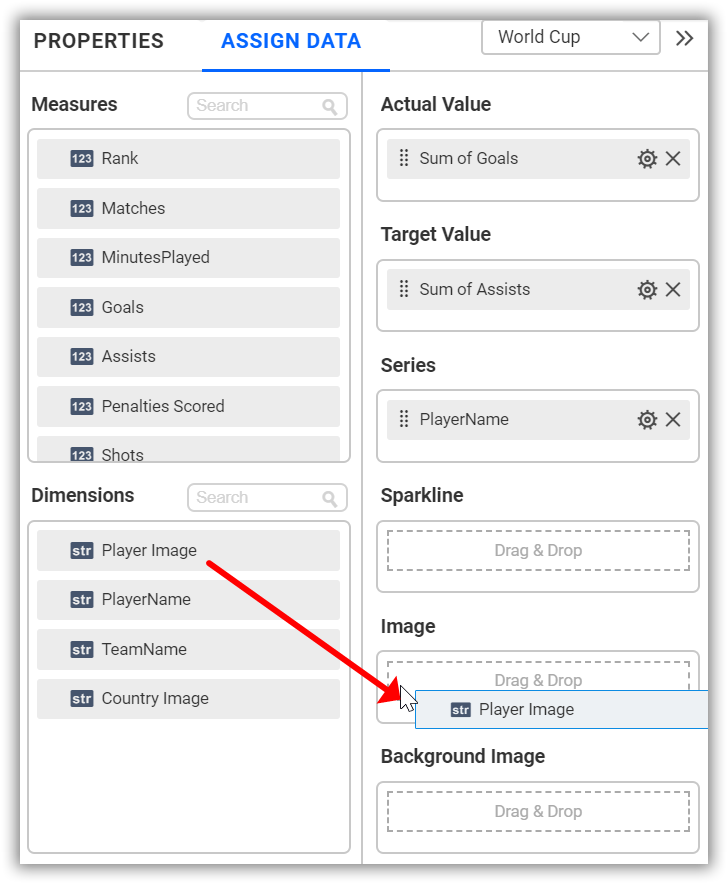 PROPERTIES
ASSIGN DATA
World Cup
Measures
Search
123 Rank
123 Matches
123 MinutesPlayed
123 Goals
123 Assists
123 Penalties Scored
123 Shots
Dimensions
Search
str Player Image
str PlayerName
str TeamName
str Country Image
Actual Value
Sum of Goals
Target Value
Sum of Assists
Series
PlayerName
Sparkline
Drag & Drop
Image
Drag & Drop
str Player Image
Background Image
Drag & Drop